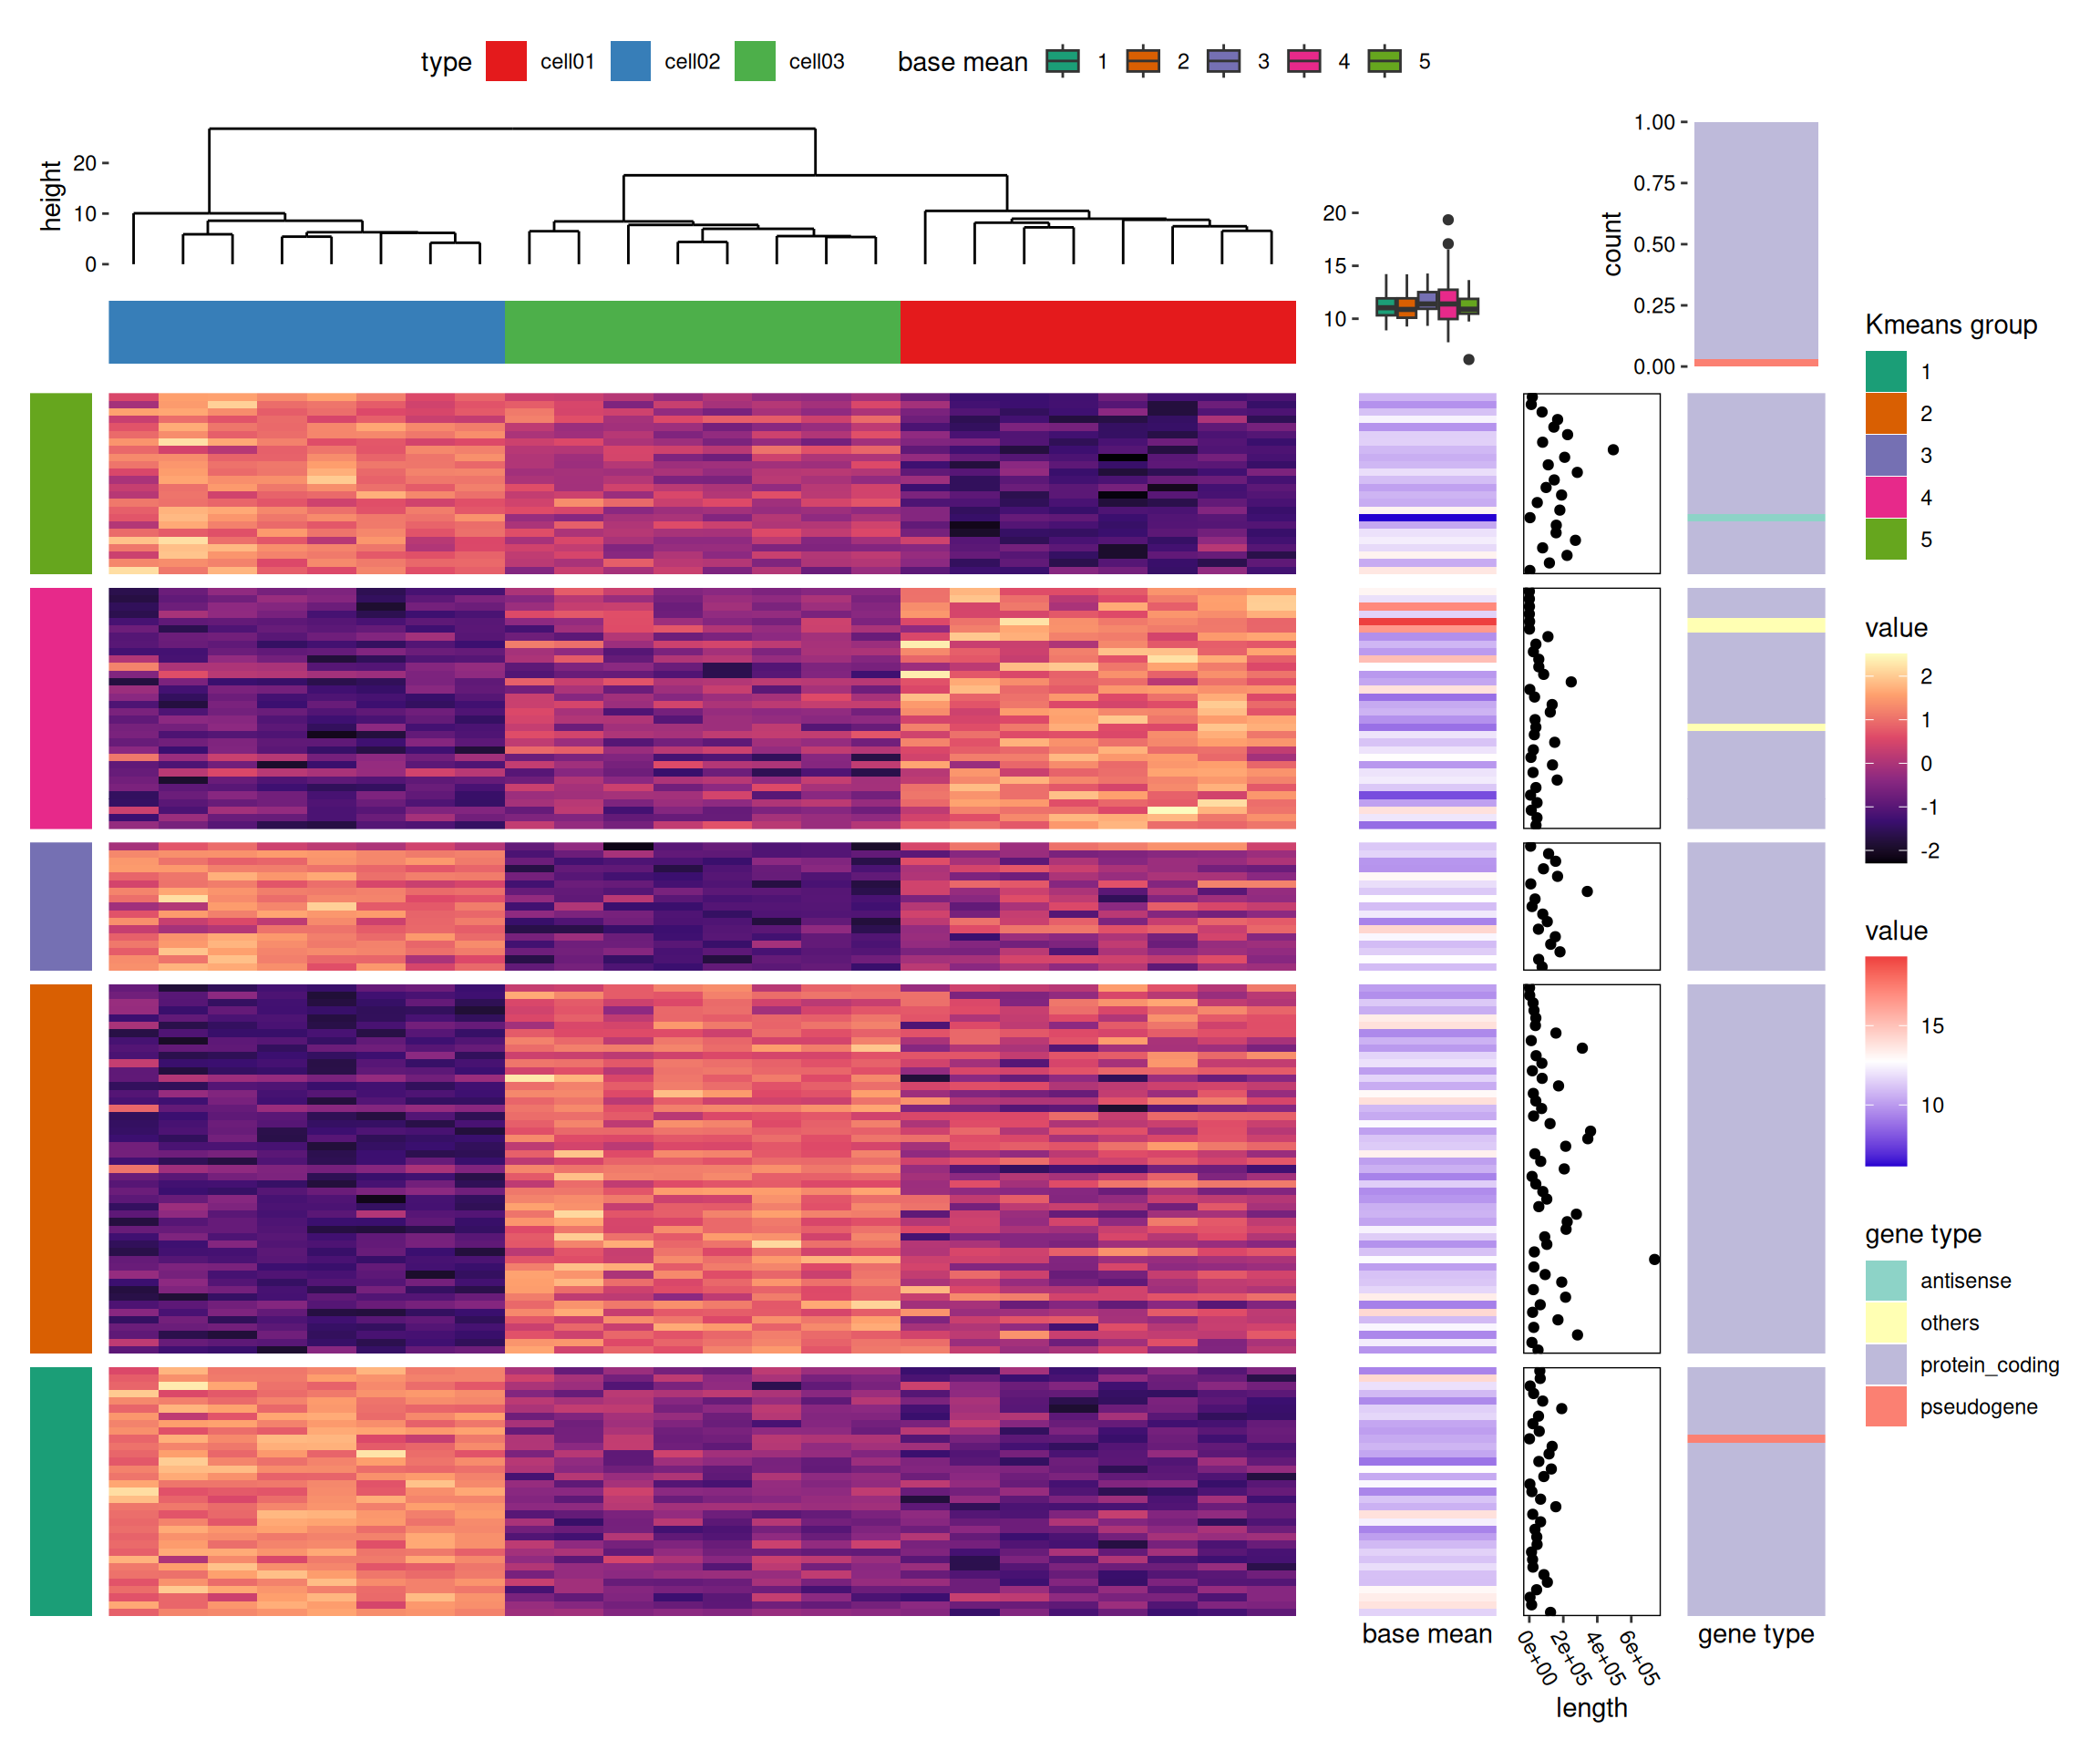 type cell01 cell02 cell03 base mean 1 2 3 4 5
height
20
10
0
20
15
10
count
1.00
0.75
0.50
0.25
0.00
Kmeans group
1
2
3
4
5
value
2
1
0
-1
-2
value
15
10
gene type
antisense
others
protein_coding
pseudogene
base mean
0e+00 2e+05 4e+05 6e+05
length
gene type